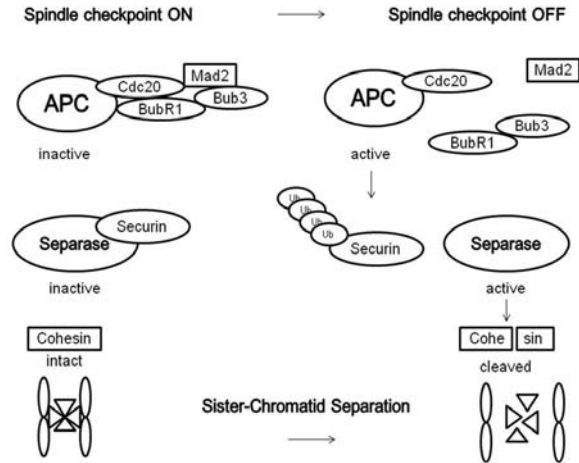 Spindle checkpoint ON
Spindle checkpoint OFF
Mad2
Cdc20
APC
BubR1
Bub3
inactive
Mad2
Cdc20
APC
Bub3
BubR1
active
Securin
Separase
inactive
Ub
Ub
Ub
Ub
Securin
Separase
active
Cohesin
intact
Cohe sin
cleaved
Sister-Chromatid Separation